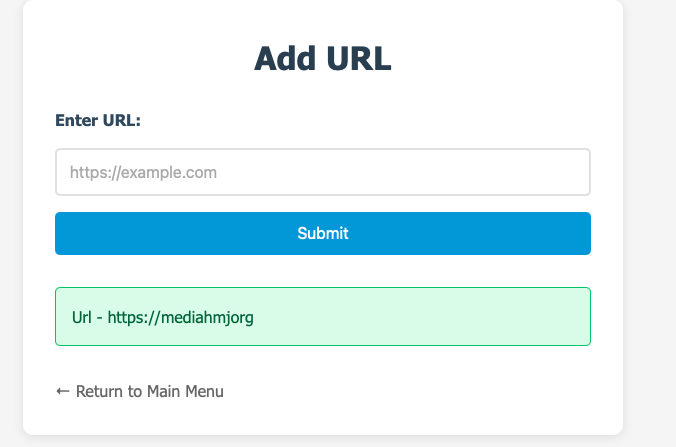 Add URL
Enter URL:
https://example.com
Submit
Url - https://mediahmjorg
← Return to Main Menu